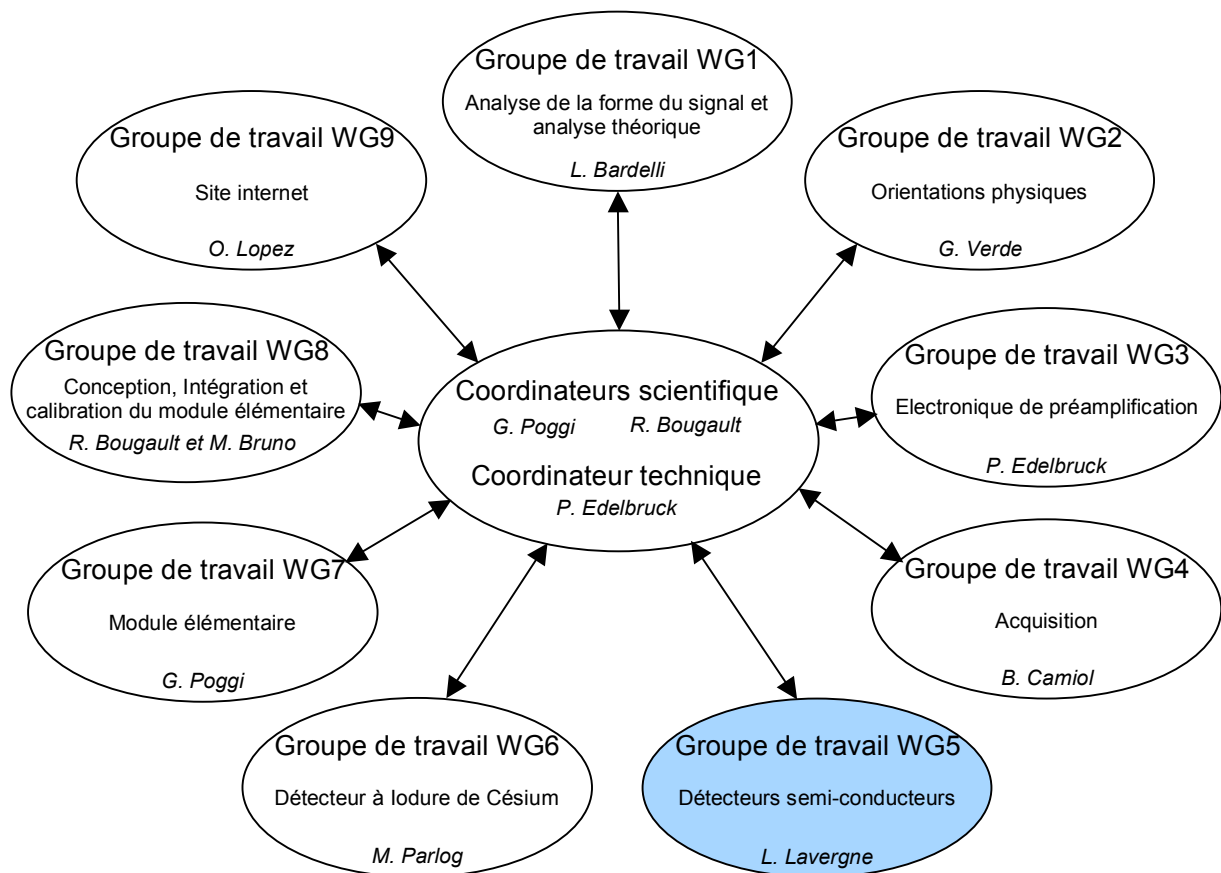 Groupe de travail WG1
Analyse de la forme du signal et
analyse théorique
L. Bardelli
Groupe de travail WG9
Site internet
O. Lopez
Groupe de travail WG2
Orientations physiques
G. Verde
Groupe de travail WG8
Conception, Intégration et
calibration du module élémentaire
R. Bougault et M. Bruno
Coordinateurs scientifique
G. Poggi R. Bougault
Coordinateur technique
P. Edelbruck
Groupe de travail WG3
Electronique de préamplification
P. Edelbruck
Groupe de travail WG7
Module élémentaire
G. Poggi
Groupe de travail WG4
Acquisition
B. Camiol
Groupe de travail WG6
Détecteur à Iodure de Césium
M. Parlog
Groupe de travail WG5
Détecteurs semi-conducteurs
L. Lavergne